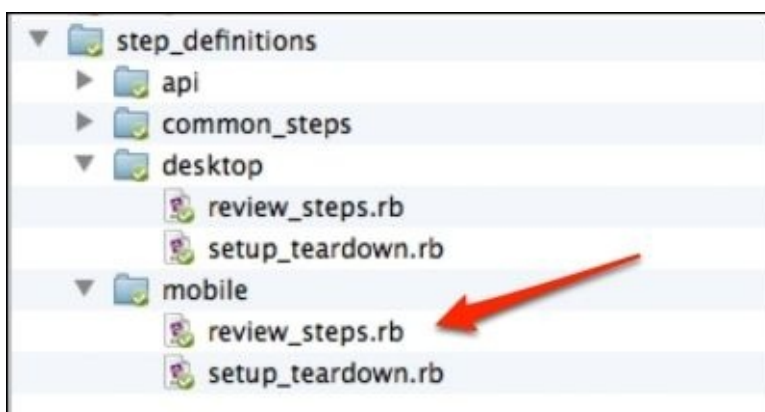 step_definitions
api
common_steps
desktop
review_steps.rb
setup_teardown.rb
mobile
review_steps.rb
setup_teardown.rb